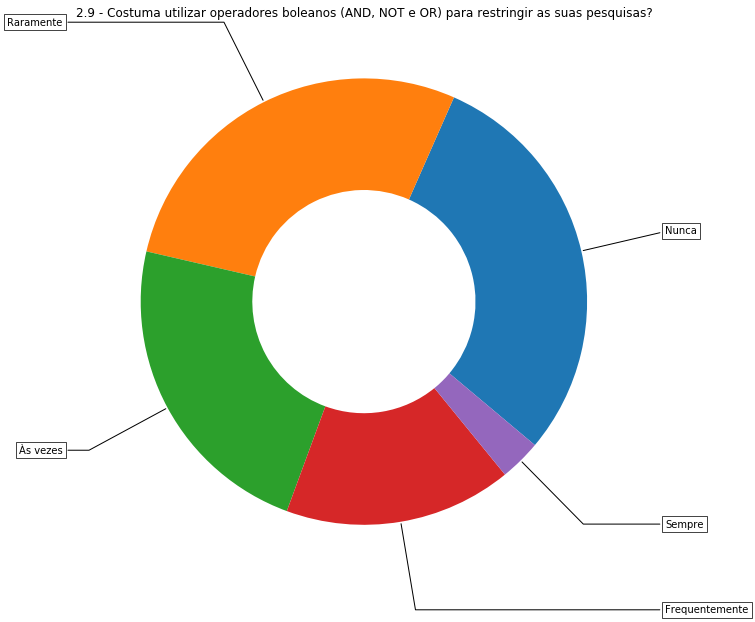 2.9 - Costuma utilizar operadores boleanos (AND, NOT e OR) para restringir as suas pesquisas?
Raramente
Nunca
Às vezes
Sempre
Frequentemente